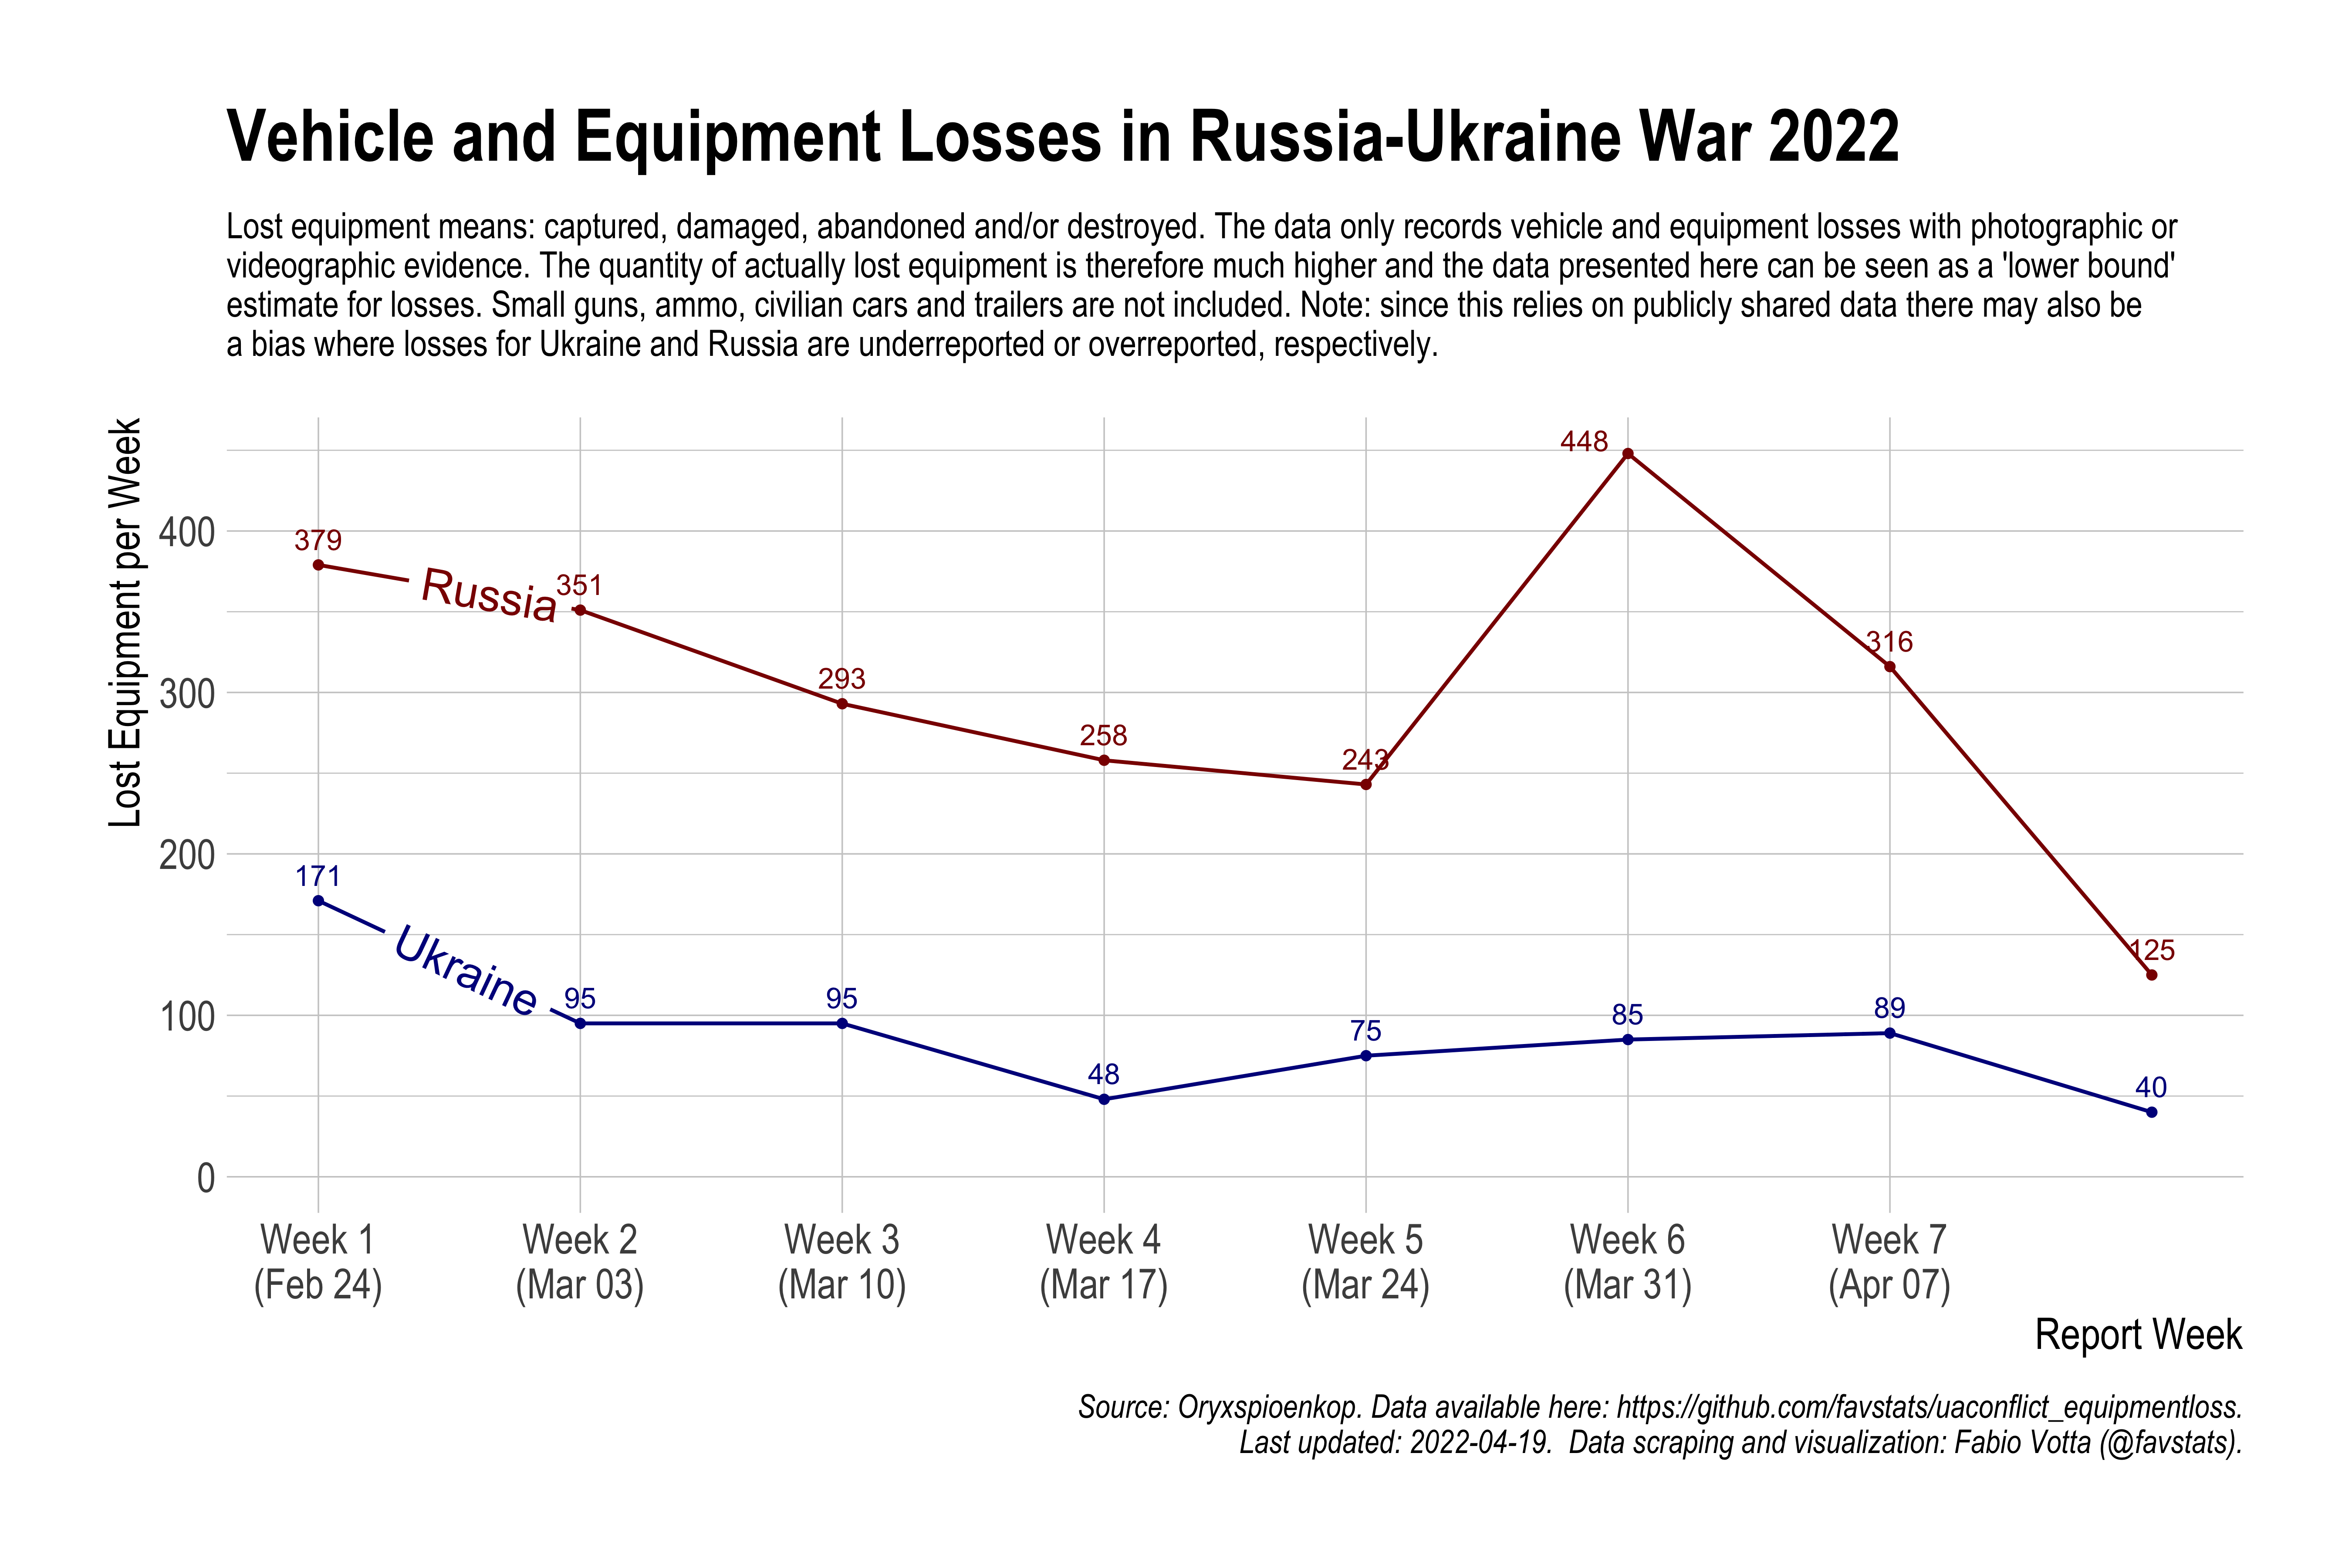 Vehicle and Equipment Losses in Russia-Ukraine War 2022
Lost equipment means: captured, damaged, abandoned and/or destroyed. The data only records vehicle and equipment losses with photographic or
videographic evidence. The quantity of actually lost equipment is therefore much higher and the data presented here can be seen as a 'lower bound'
estimate for losses. Small guns, ammo, civilian cars and trailers are not included. Note: since this relies on publicly shared data there may also be
a bias where losses for Ukraine and Russia are underreported or overreported, respectively.
Lost Equipment per Week
400
300
200
100
0
Russia
379
351
293
258
243
448
316
125
Ukraine
171
95
95
48
75
85
89
40
Week 1
(Feb 24)
Week 2
(Mar 03)
Week 3
(Mar 10)
Week 4
(Mar 17)
Week 5
(Mar 24)
Week 6
(Mar 31)
Week 7
(Apr 07)
Report Week
Source: Oryxspioenkop. Data available here: https://github.com/favstats/uaconflict_equipmentloss.
Last updated: 2022-04-19.  Data scraping and visualization: Fabio Votta (@favstats).